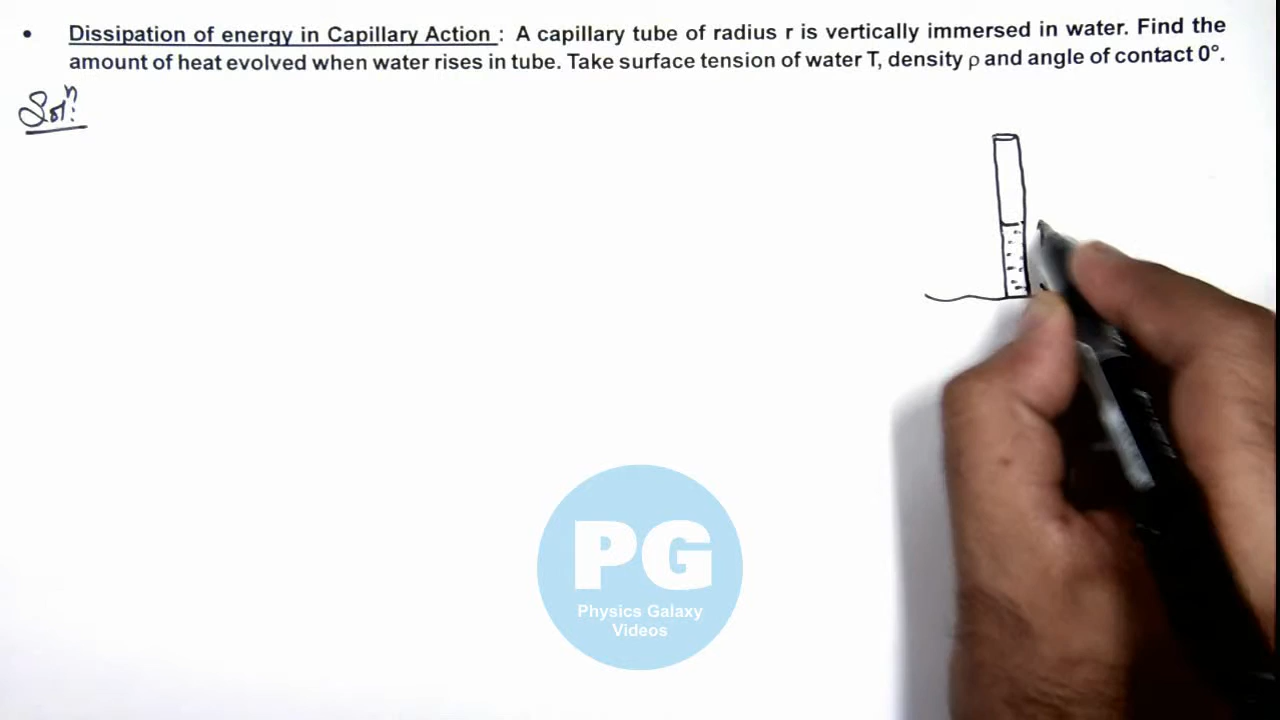 • Dissipation of energy in Capillary Action : A capillary tube of radius r is vertically immersed in water. Find the
amount of heat evolved when water rises in tube. Take surface tension of water T, density ρ and angle of contact 0°.
Solⁿ:
PG
Physics Galaxy
Videos